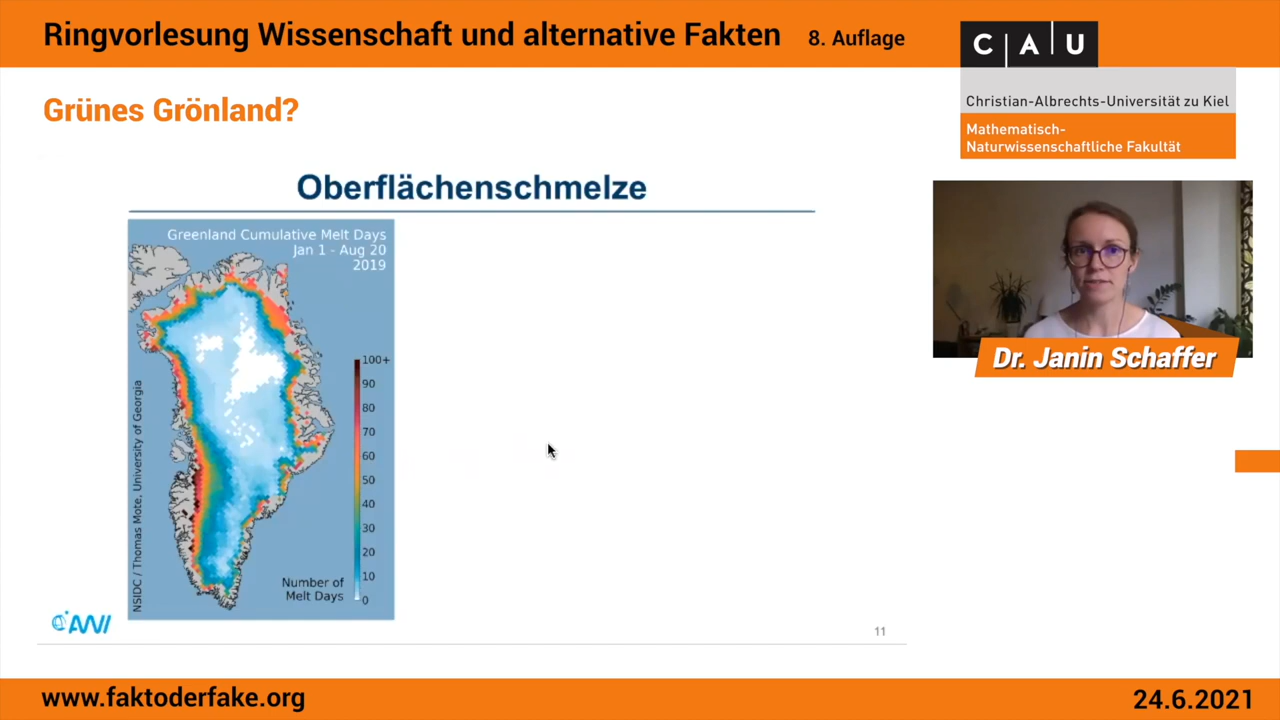 Ringvorlesung Wissenschaft und alternative Fakten 8. Auflage
C A U
Christian-Albrechts-Universität zu Kiel
Mathematisch-
Naturwissenschaftliche Fakultät
Grünes Grönland?
Oberflächenschmelze
Greenland Cumulative Melt Days
Jan 1 - Aug 20
2019
100+
90
80
70
60
50
40
30
20
10
0
Number of
Melt Days
NSIDC / Thomas Mote, University of Georgia
Dr. Janin Schaffer
AWI
11
www.faktoderfake.org
24.6.2021